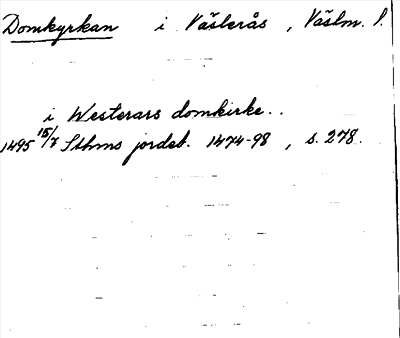 Domkyrkan i Västerås, Västm. l.
i Westerars domkirke..
1495 15/7 Sthms jordeb. 1474-98, s. 278.